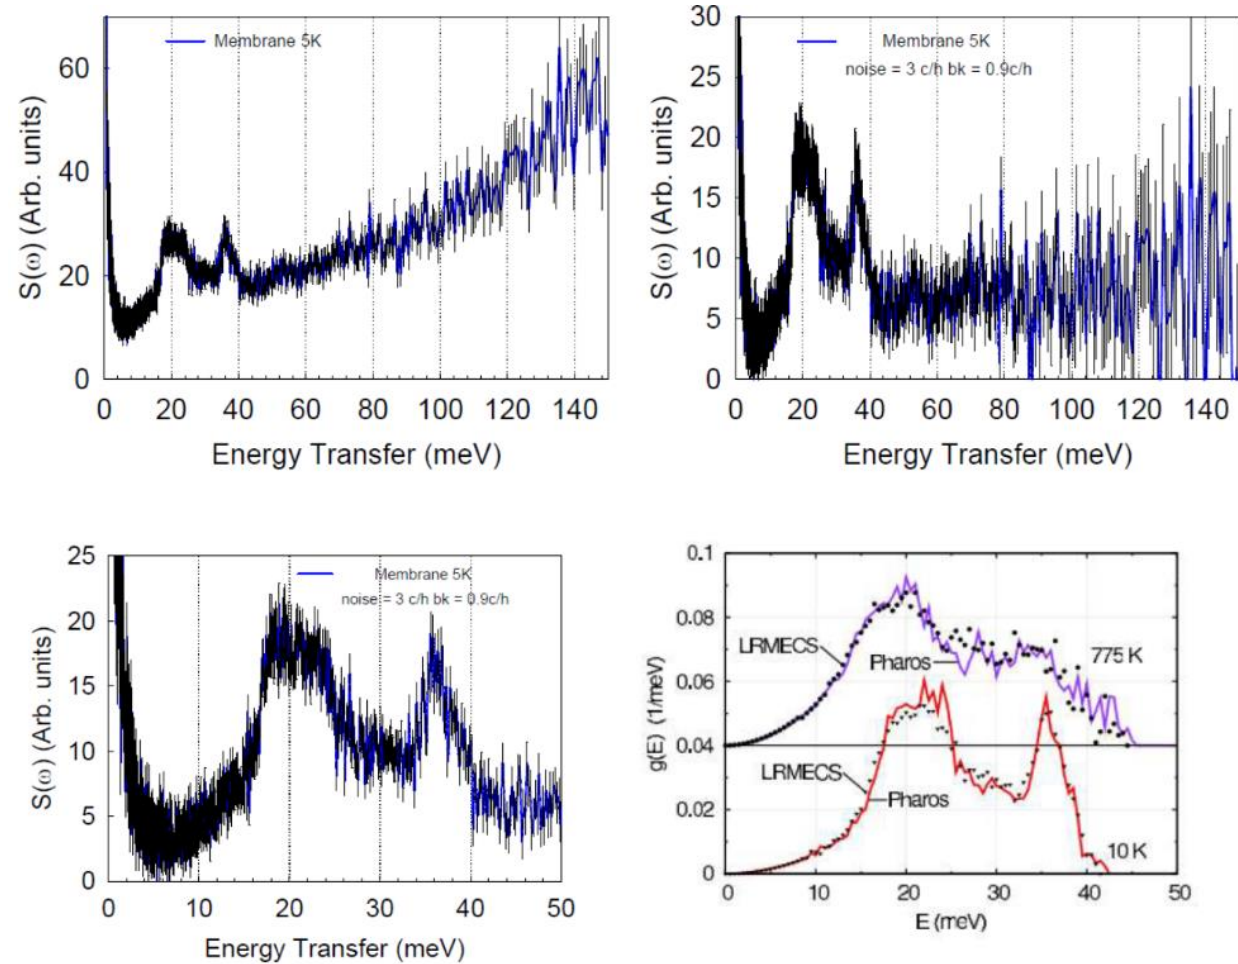 Membrane 5K
S(ω) (Arb. units)
60
40
20
0
0 20 40 60 80 100 120 140
Energy Transfer (meV)
Membrane 5K
noise = 3 c/h bk = 0.9c/h
S(ω) (Arb. units)
30
25
20
15
10
5
0
0 20 40 60 80 100 120 140
Energy Transfer (meV)
Membrane 5K
noise = 3 c/h bk = 0.9c/h
S(ω) (Arb. units)
25
20
15
10
5
0
0 10 20 30 40 50
Energy Transfer (meV)
g(E) (1/meV)
0.1
0.08
0.06
0.04
0.02
0
LRMECS
Pharos
775 K
LRMECS
Pharos
10 K
0 10 20 30 40 50
E (meV)